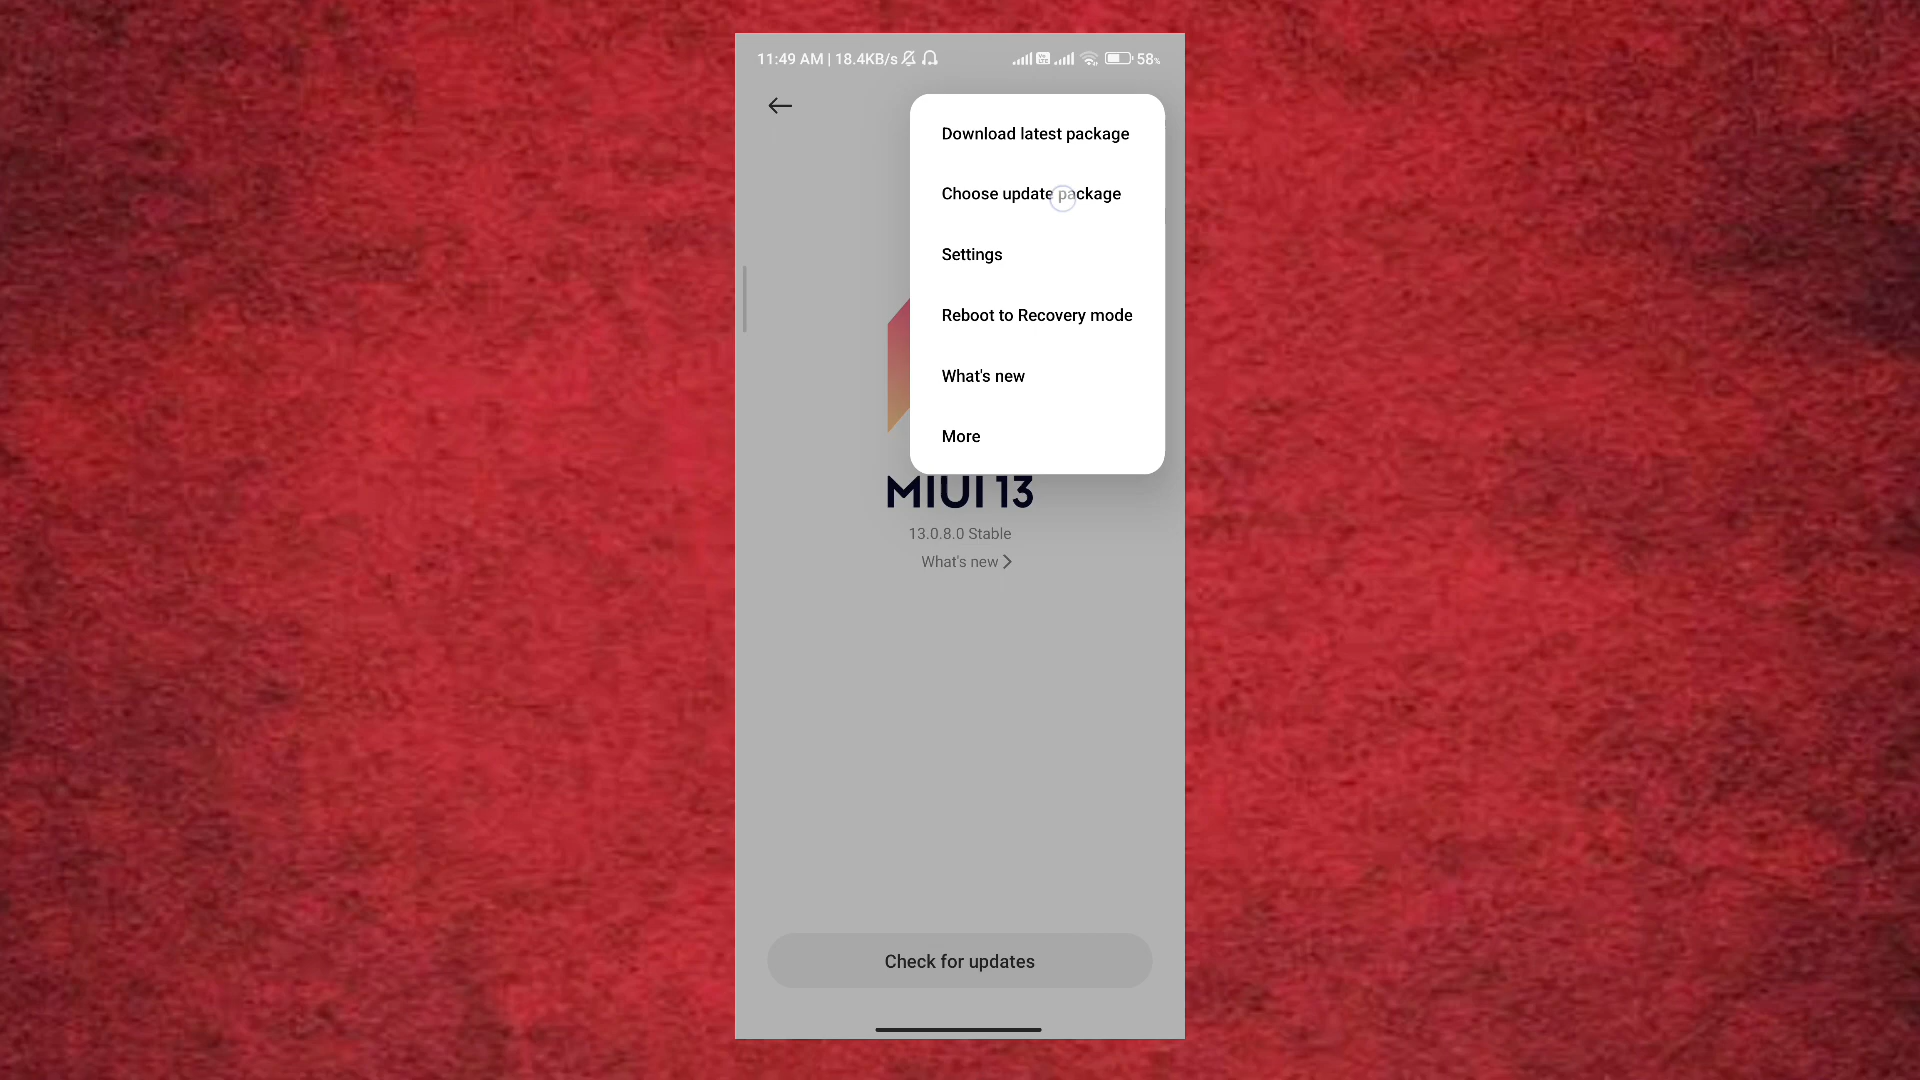 11:49 AM | 18.4KB/s 58%
Download latest package
Choose update package
Settings
Reboot to Recovery mode
What's new
More
MIUI 13
13.0.8.0 Stable
What's new
Check for updates